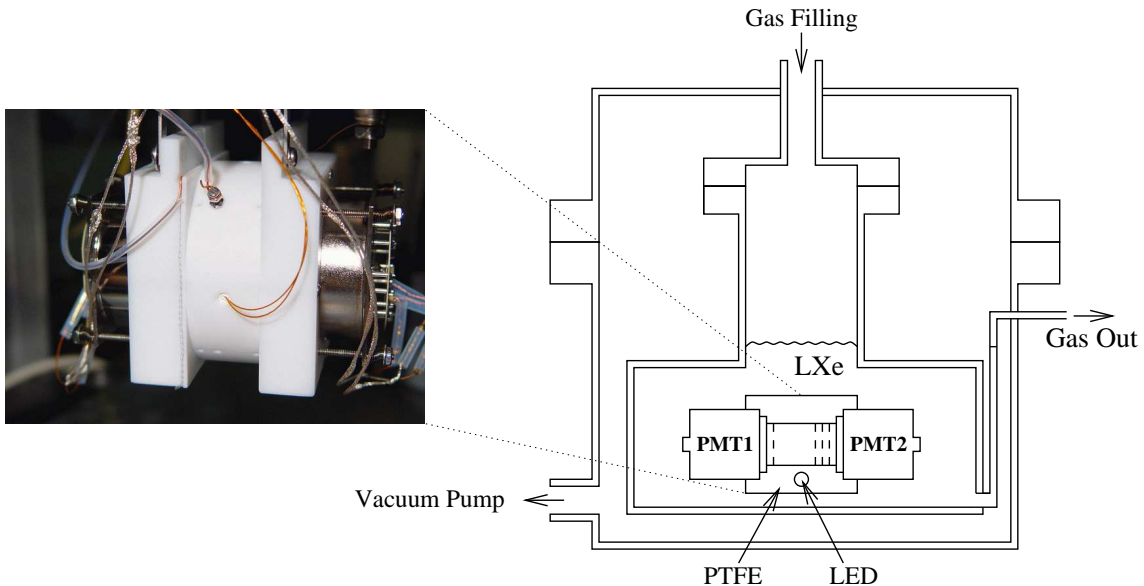 Gas Filling
Gas Out
LXe
PMT1
PMT2
Vacuum Pump
PTFE
LED